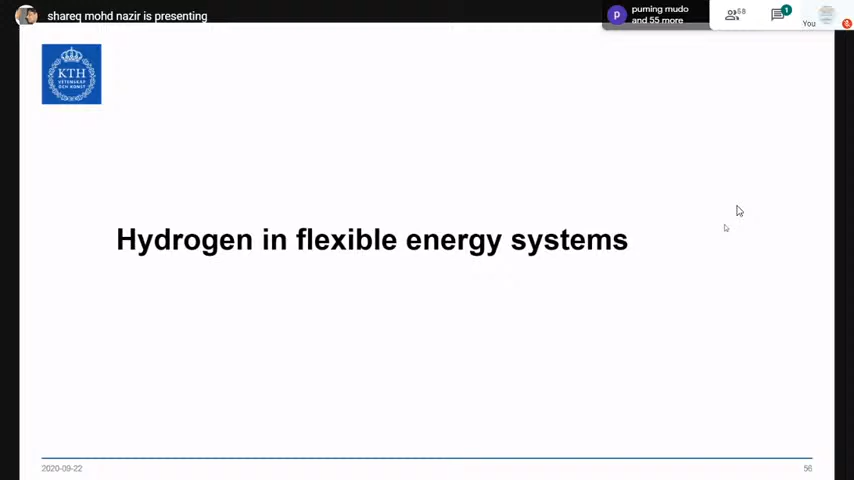 shareq mohd nazir is presenting
p
puming mudo
and 55 more
58
1
You
KTH
VETENSKAP
OCH KONST
Hydrogen in flexible energy systems
2020-09-22
56